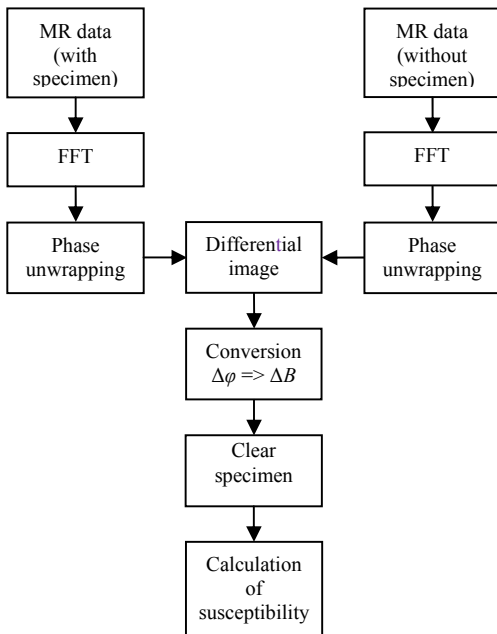 MR data
(with
specimen)
MR data
(without
specimen)
FFT
FFT
Phase
unwrapping
Differential
image
Phase
unwrapping
Conversion
Δφ => ΔB
Clear
specimen
Calculation
of
susceptibility